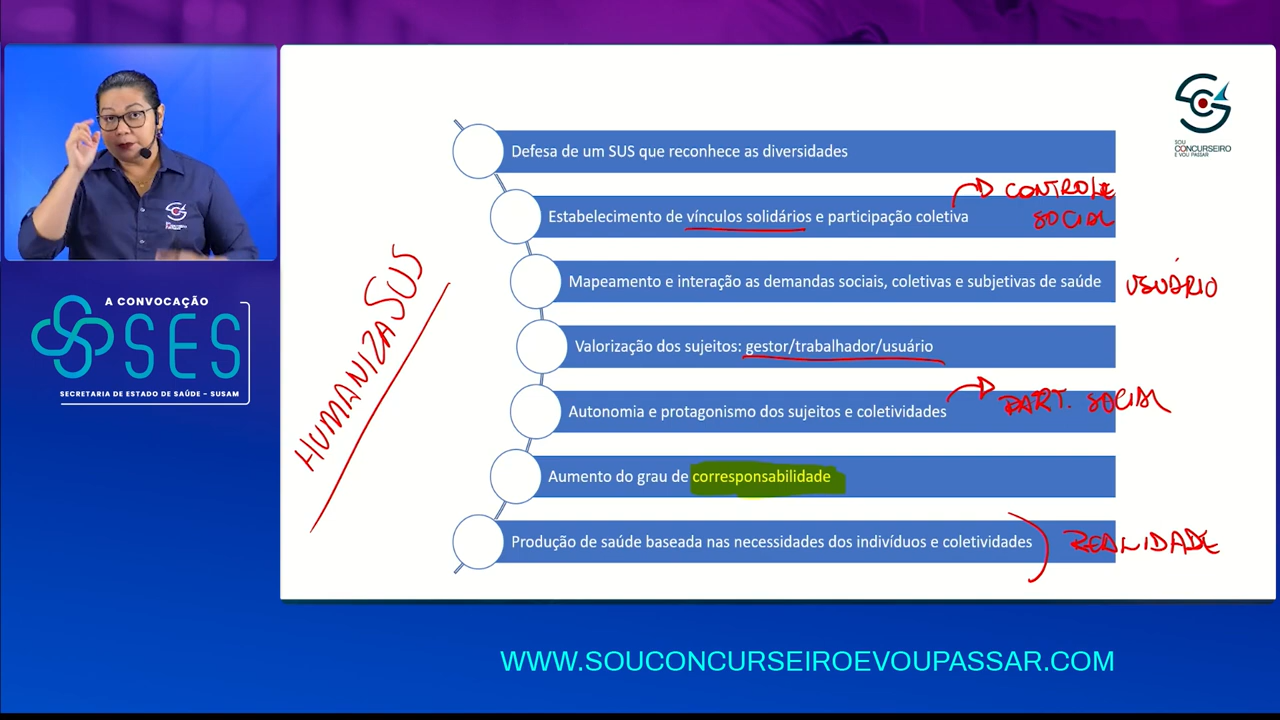 SOU
CONCURSEIRO
E VOU PASSAR
Defesa de um SUS que reconhece as diversidades
CONTROLE
SOCIAL
Estabelecimento de vínculos solidários e participação coletiva
Mapeamento e interação as demandas sociais, coletivas e subjetivas de saúde
USUÁRIO
Valorização dos sujeitos: gestor/trabalhador/usuário
Autonomia e protagonismo dos sujeitos e coletividades
PART. SOCIAL
Aumento do grau de corresponsabilidade
Produção de saúde baseada nas necessidades dos indivíduos e coletividades
REALIDADE
HUMANIZASUS
A CONVOCAÇÃO
SES
SECRETARIA DE ESTADO DE SAÚDE - SUSAM
WWW.SOUCONCURSEIROEVOUPASSAR.COM